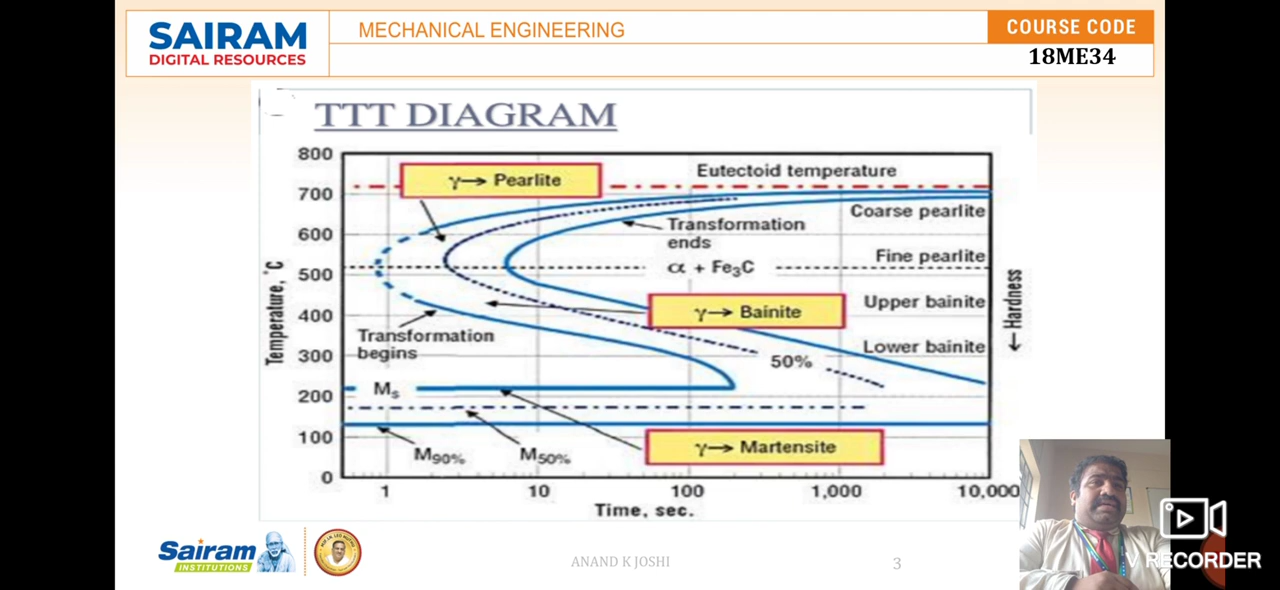 SAIRAM
DIGITAL RESOURCES
MECHANICAL ENGINEERING
COURSE CODE
18ME34
TTT DIAGRAM
800
700
600
500
400
300
200
100
0
Temperature, °C
γ→ Pearlite
Eutectoid temperature
Coarse pearlite
Transformation
ends
Fine pearlite
α + Fe3C
Upper bainite
γ→ Bainite
Transformation
begins
Lower bainite
50%
← Hardness
Ms
γ→ Martensite
M90%
M50%
1
10
100
1,000
10,000
Time, sec.
Sairam
INSTITUTIONS
ANAND K JOSHI
3
V RECORDER